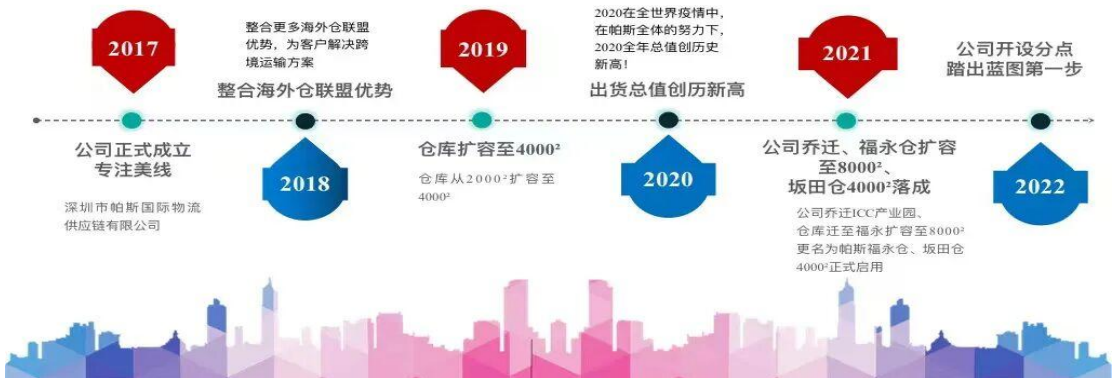 2017
公司正式成立
专注美线
深圳市帕斯国际物流
供应链有限公司
整合更多海外仓联盟
优势，为客户解决跨
境运输方案
整合海外仓联盟优势
2018
2019
仓库扩容至4000²
仓库从2000²扩容至
4000²
2020在全世界疫情中，
在帕斯全体的努力下，
2020全年总值创历史
新高！
出货总值创历新高
2020
2021
公司乔迁、福永仓扩容
至8000²、
坂田仓4000²落成
公司乔迁ICC产业园、
仓库迁至福永扩容至8000²
更名为帕斯福永仓、坂田仓
4000²正式启用
公司开设分点
踏出蓝图第一步
2022